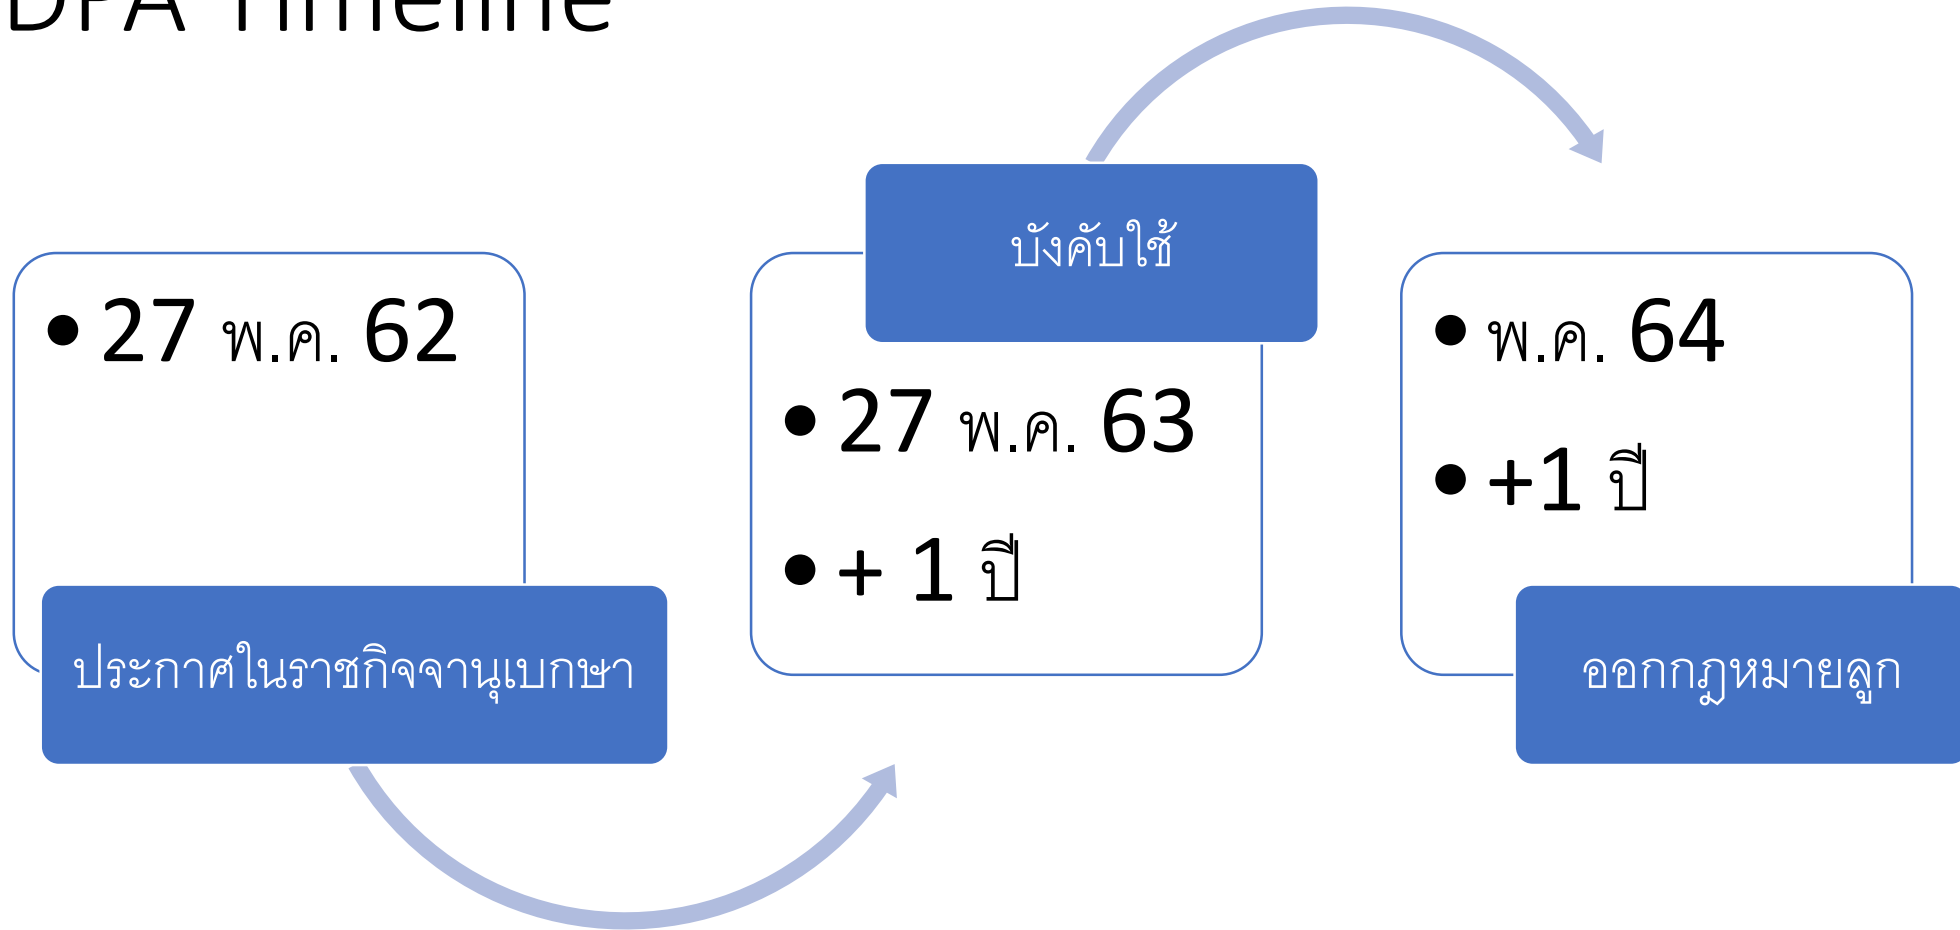 DPA Timeline
• 27 พ.ค. 62
ประกาศในราชกิจจานุเบกษา
บังคับใช้
• 27 พ.ค. 63
• + 1 ปี
• พ.ค. 64
• +1 ปี
ออกกฎหมายลูก